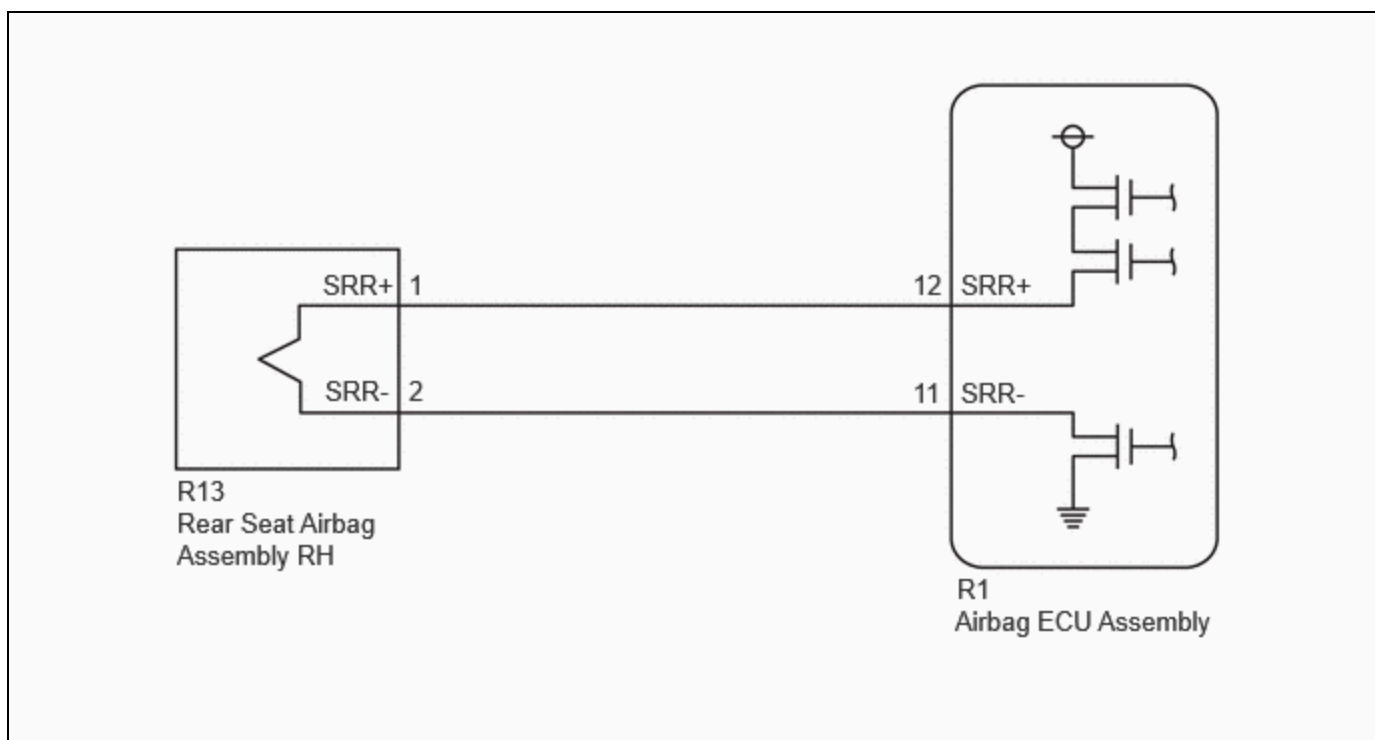 SRR+ 1 12 SRR+
SRR- 2 11 SRR-
R13
Rear Seat Airbag
Assembly RH
R1
Airbag ECU Assembly